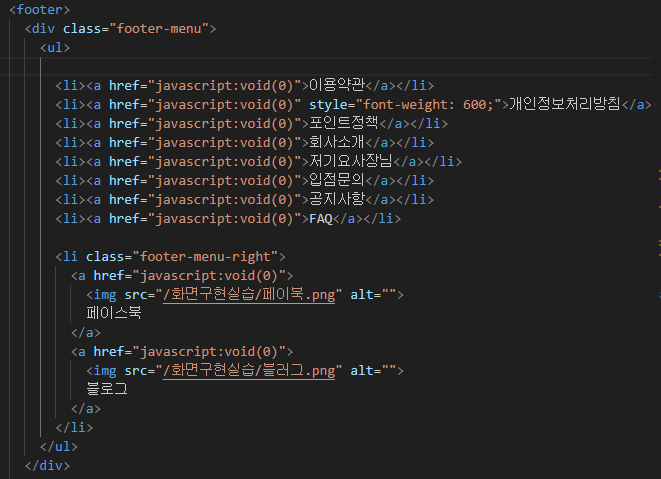 <footer>
<div class="footer-menu">
<ul>
<li><a href="javascript:void(0)">이용약관</a></li>
<li><a href="javascript:void(0)" style="font-weight: 600;">개인정보처리방침</a>
<li><a href="javascript:void(0)">포인트정책</a></li>
<li><a href="javascript:void(0)">회사소개</a></li>
<li><a href="javascript:void(0)">저기요사장님</a></li>
<li><a href="javascript:void(0)">입점문의</a></li>
<li><a href="javascript:void(0)">공지사항</a></li>
<li><a href="javascript:void(0)">FAQ</a></li>
<li class="footer-menu-right">
<a href="javascript:void(0)">
<img src="/화면구현실습/페이북.png" alt="">
페이스북
</a>
<a href="javascript:void(0)">
<img src="/화면구현실습/블러그.png" alt="">
블로그
</a>
</li>
</ul>
</div>